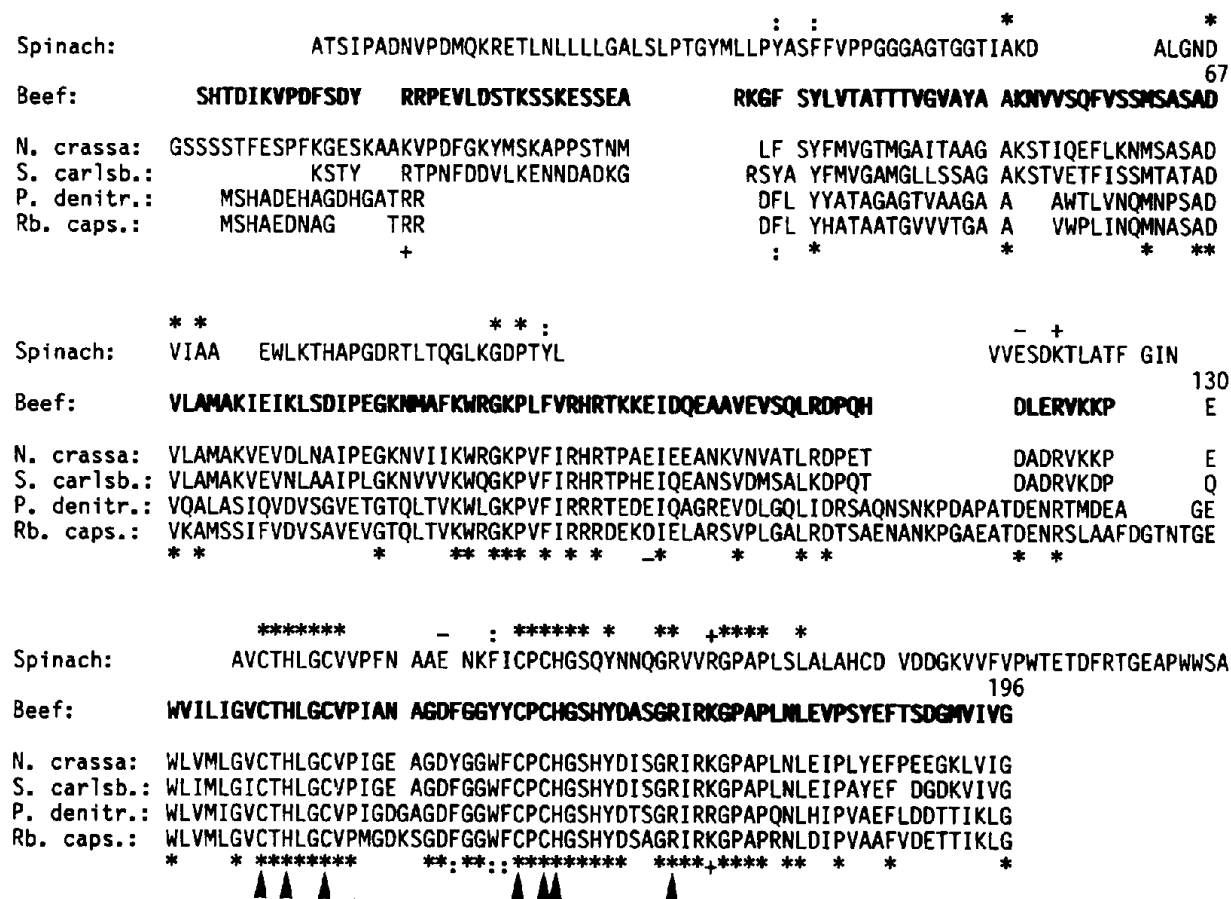 : : * *
Spinach: ATSIPADNVPDMQKRETLNLLLLGALSLPTGYMLLPYASFFVPPGGGAGTGGTIAKD ALGND
67
Beef: SHTDIKVPDFSDY RRPEVLDSTKSSKESSEA RKGF SYLVTATTTVGVAYA AKNVVSQFVSSMSASAD
N. crassa: GSSSSTFESPFKGESKAAKVPDFGKYMSKAPPSTNM LF SYFMVGTMGAITAAG AKSTIQEFLKNMSASAD
S. carlsb.: KSTY RTPNFDDVLKENNDADKG RSYA YFMVGAMGLLSSAG AKSTVETFISSMTATAD
P. denitr.: MSHADEHAGDHGATRR DFL YYATAGAGTVAAGA A AWTLVNQMNPSAD
Rb. caps.: MSHAEDNAG TRR DFL YHATAATGVVVTGA A VWPLINQMNASAD
+ : * * * **
* * * * : - +
Spinach: VIAA EWLKTHAPGDRTLTQGLKGDPTYL VVESDKTLATF GIN
130
Beef: VLAMAKIEIKLSDIPEGKNMAFKWRGKPLFVRHRTKKEIDQEAAVEVSQLRDPQH DLERVKKP E
N. crassa: VLAMAKVEVDLNAIPEGKNVIIKWRGKPVFIRHRTPAEIEEANKVNVATLRDPET DADRVKKP E
S. carlsb.: VLAMAKVEVNLAAIPLGKNVVVKWQGKPVFIRHRTPHEIQEANSVDMSALKDPQT DADRVKDP Q
P. denitr.: VQALASIQVDVSGVETGTQLTVKWLGKPVFIRRRTEDEIQAGREVDLGQLIDRSAQNSNKPDAPATDENRTMDEA GE
Rb. caps.: VKAMSSIFVDVSAVEVGTQLTVKWRGKPVFIRRRDEKDIELARSVPLGALRDTSAENANKPGAEATDENRSLAAFDGTNTGE
* * * ** *** * * * -* * * * * *
******* - : ****** * ** +**** *
Spinach: AVCTHLGCVVPFN AAE NKFICPCHGSQYNNQGRVVRGPAPLSLALAHCD VDDGKVVFVPWTETDFRTGEAPWWSA
196
Beef: WVILIGVCTHLGCVPIAN AGDFGGYYCPCHGSHYDASGRIRKGPAPLNLEVPSYEFTSDGMVIVG
N. crassa: WLVMLGVCTHLGCVPIGE AGDYGGWFCPCHGSHYDISGRIRKGPAPLNLEIPLYEFPEEGKLVIG
S. carlsb.: WLIMLGICTHLGCVPIGE AGDFGGWFCPCHGSHYDISGRIRKGPAPLNLEIPAYEF DGDKVIVG
P. denitr.: WLVMIGVCTHLGCVPIGDGAGDFGGWFCPCHGSHYDTSGRIRRGPAPQNLHIPVAEFLDDTTIKLG
Rb. caps.: WLVMLGVCTHLGCVPMGDKSGDFGGWFCPCHGSHYDSAGRIRKGPAPRNLDIPVAAFVDETTIKLG
* * ******** **:**:: ********* ****+**** ** * * *